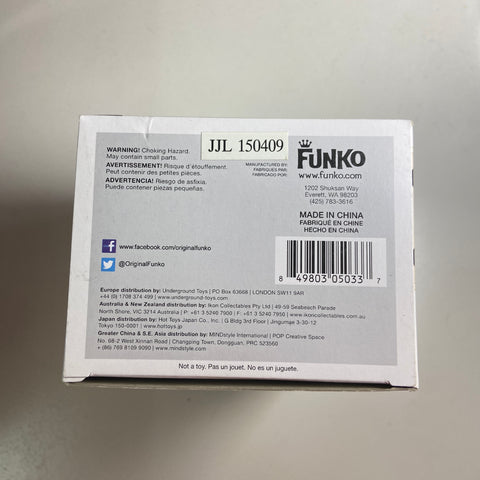 JJL 150409
WARNING! Choking Hazard.
May contain small parts.
AVERTISSEMENT! Risque d'étouffement.
Peut contenir des petites pièces.
ADVERTENCIA! Riesgo de asfixia.
Puede contener piezas pequeñas.
MANUFACTURED BY:
FABRIQUÉS PAR:
FABRICADO POR:
FUNKO
www.funko.com
1202 Shuksan Way
Everett, WA 98203
(425) 783-3616
MADE IN CHINA
FABRIQUÉ EN CHINE
HECHO EN CHINA
8 49803 05033 7
www.facebook.com/originalfunko
@OriginalFunko
Europe distribution by: Underground Toys | PO Box 63668 | LONDON SW11 9AR
+44 (0) 1708 374 499 | www.underground-toys.com
Australia & New Zealand distribution by: Ikon Collectables Pty Ltd | 49-59 Seabeach Parade
North Shore, VIC 3214 Australia | P: +61 3 5240 7900 | F: +61 3 5240 7950 | www.ikoncollectables.com
Japan distribution by: Hot Toys Japan Co., Inc. | G Bldg 3rd Floor | Jingumae 3-30-12
Tokyo 150-0001 | www.hottoys.jp
Greater China & S.E. Asia distribution by: MINDstyle International | POP Creative Space
No. 68-2 West Xinnan Road | Changping Town, Dongguan, PRC 523560
+ (86) 769 8109 9090 | www.mindstyle.com
Not a toy. Pas un jouet. No es un juguete.